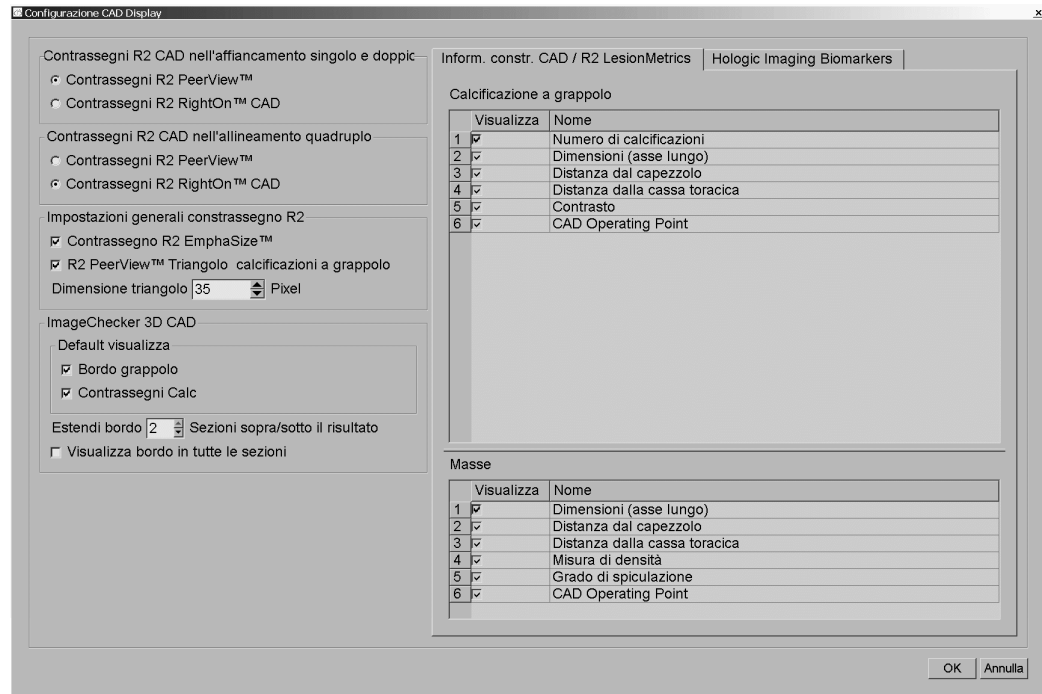 Configurazione CAD Display
Contrassegni R2 CAD nell'affiancamento singolo e doppic
Contrassegni R2 PeerView™
Contrassegni R2 RightOn™ CAD
Contrassegni R2 CAD nell'allineamento quadruplo
Contrassegni R2 PeerView™
Contrassegni R2 RightOn™ CAD
Impostazioni generali constrassegno R2
Contrassegno R2 EmphaSize™
R2 PeerView™ Triangolo calcificazioni a grappolo
Dimensione triangolo 35 Pixel
ImageChecker 3D CAD
Default visualizza
Bordo grappolo
Contrassegni Calc
Estendi bordo 2 Sezioni sopra/sotto il risultato
Visualizza bordo in tutte le sezioni
Inform. constr. CAD / R2 LesionMetrics
Hologic Imaging Biomarkers
Calcificazione a grappolo
Visualizza Nome
1 Numero di calcificazioni
2 Dimensioni (asse lungo)
3 Distanza dal capezzolo
4 Distanza dalla cassa toracica
5 Contrasto
6 CAD Operating Point
Masse
Visualizza Nome
1 Dimensioni (asse lungo)
2 Distanza dal capezzolo
3 Distanza dalla cassa toracica
4 Misura di densità
5 Grado di spiculazione
6 CAD Operating Point
OK Annulla